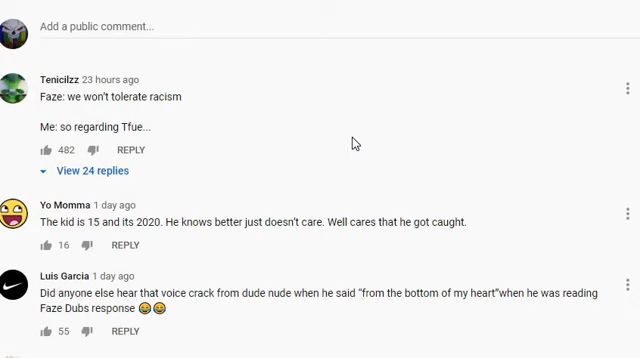 Add a public comment...
Tenicilzz 23 hours ago
Faze: we won't tolerate racism
Me: so regarding Tfue...
482 REPLY
View 24 replies
Yo Momma 1 day ago
The kid is 15 and its 2020. He knows better just doesn't care. Well cares that he got caught.
16 REPLY
Luis Garcia 1 day ago
Did anyone else hear that voice crack from dude nude when he said “from the bottom of my heart”when he was reading
Faze Dubs response 😂😂
55 REPLY